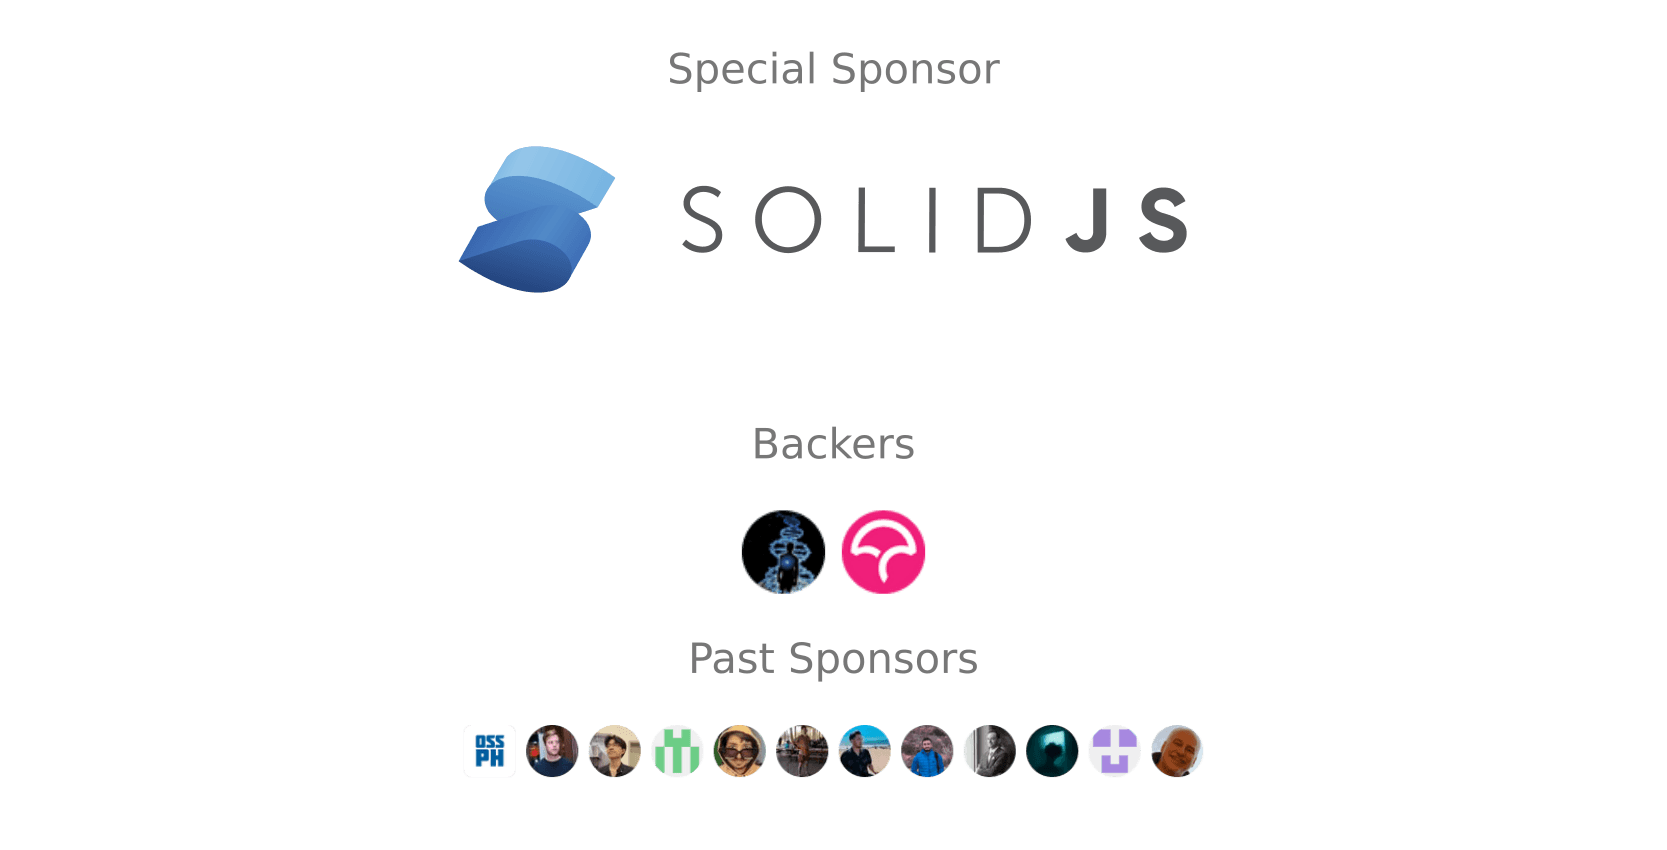 Special Sponsor
SOLIDJS
Backers
Past Sponsors
OSS
PH